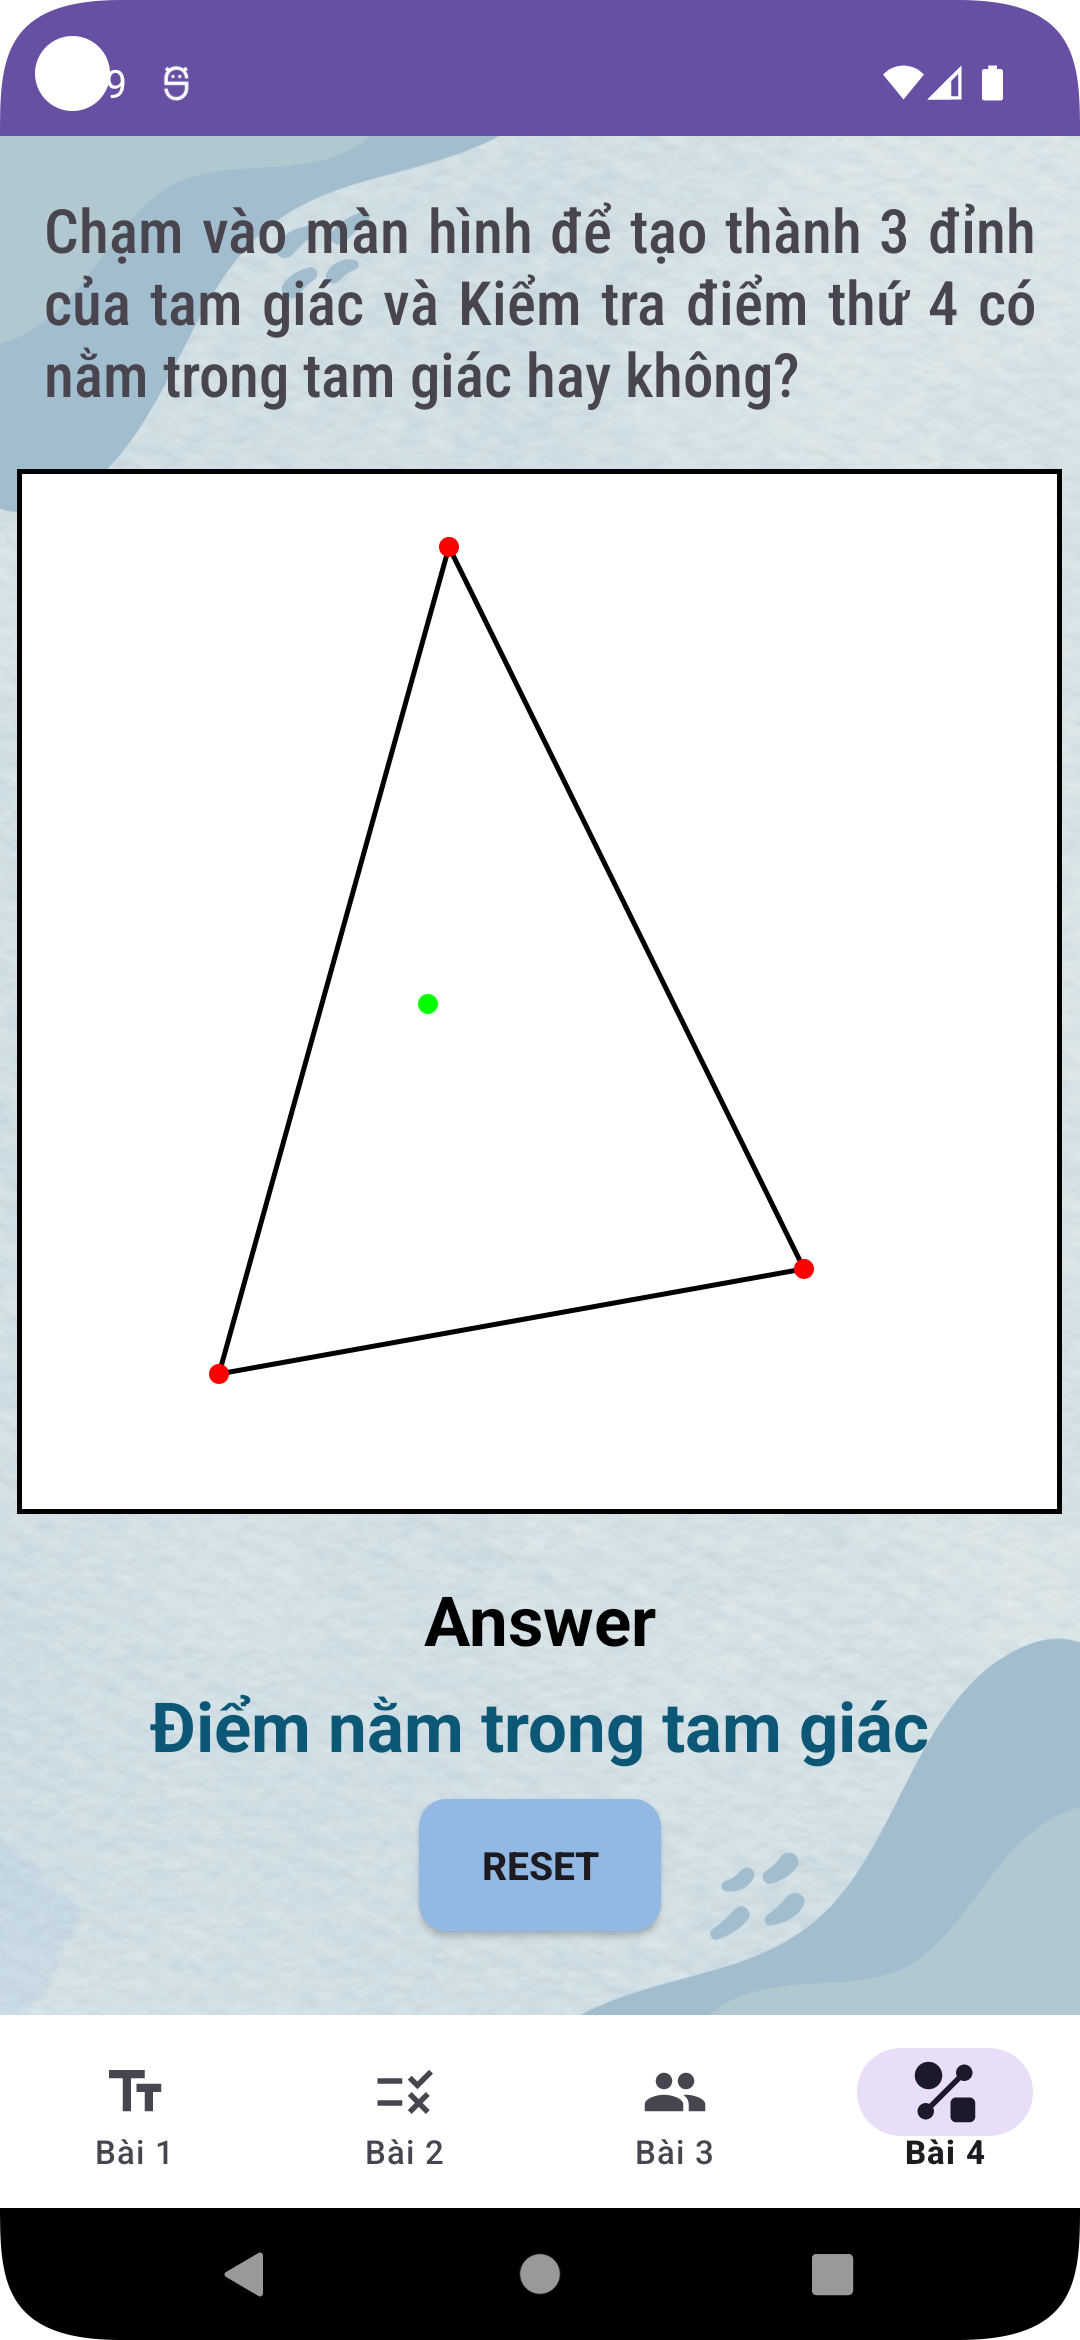 9
Chạm vào màn hình để tạo thành 3 đỉnh
của tam giác và Kiểm tra điểm thứ 4 có
nằm trong tam giác hay không?
Answer
Điểm nằm trong tam giác
RESET
Bài 1
Bài 2
Bài 3
Bài 4